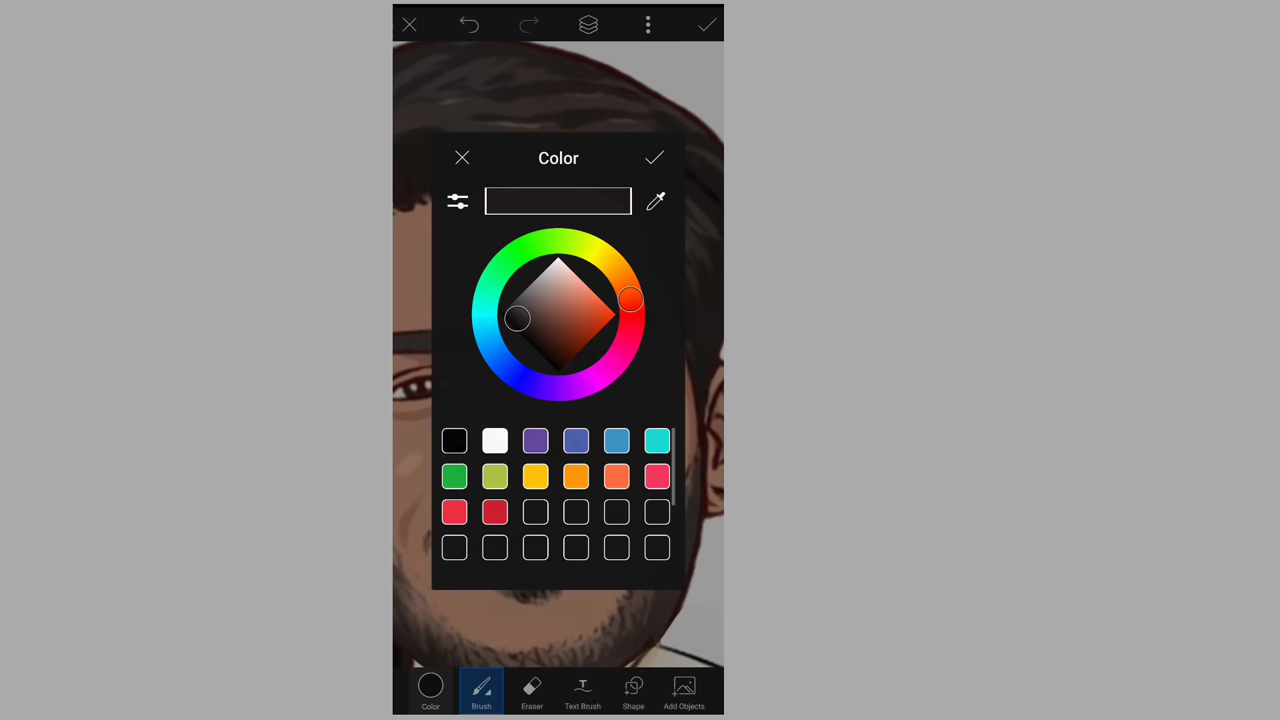 Color
Color
Brush
Eraser
T
Text Brush
Shape
Add Objects